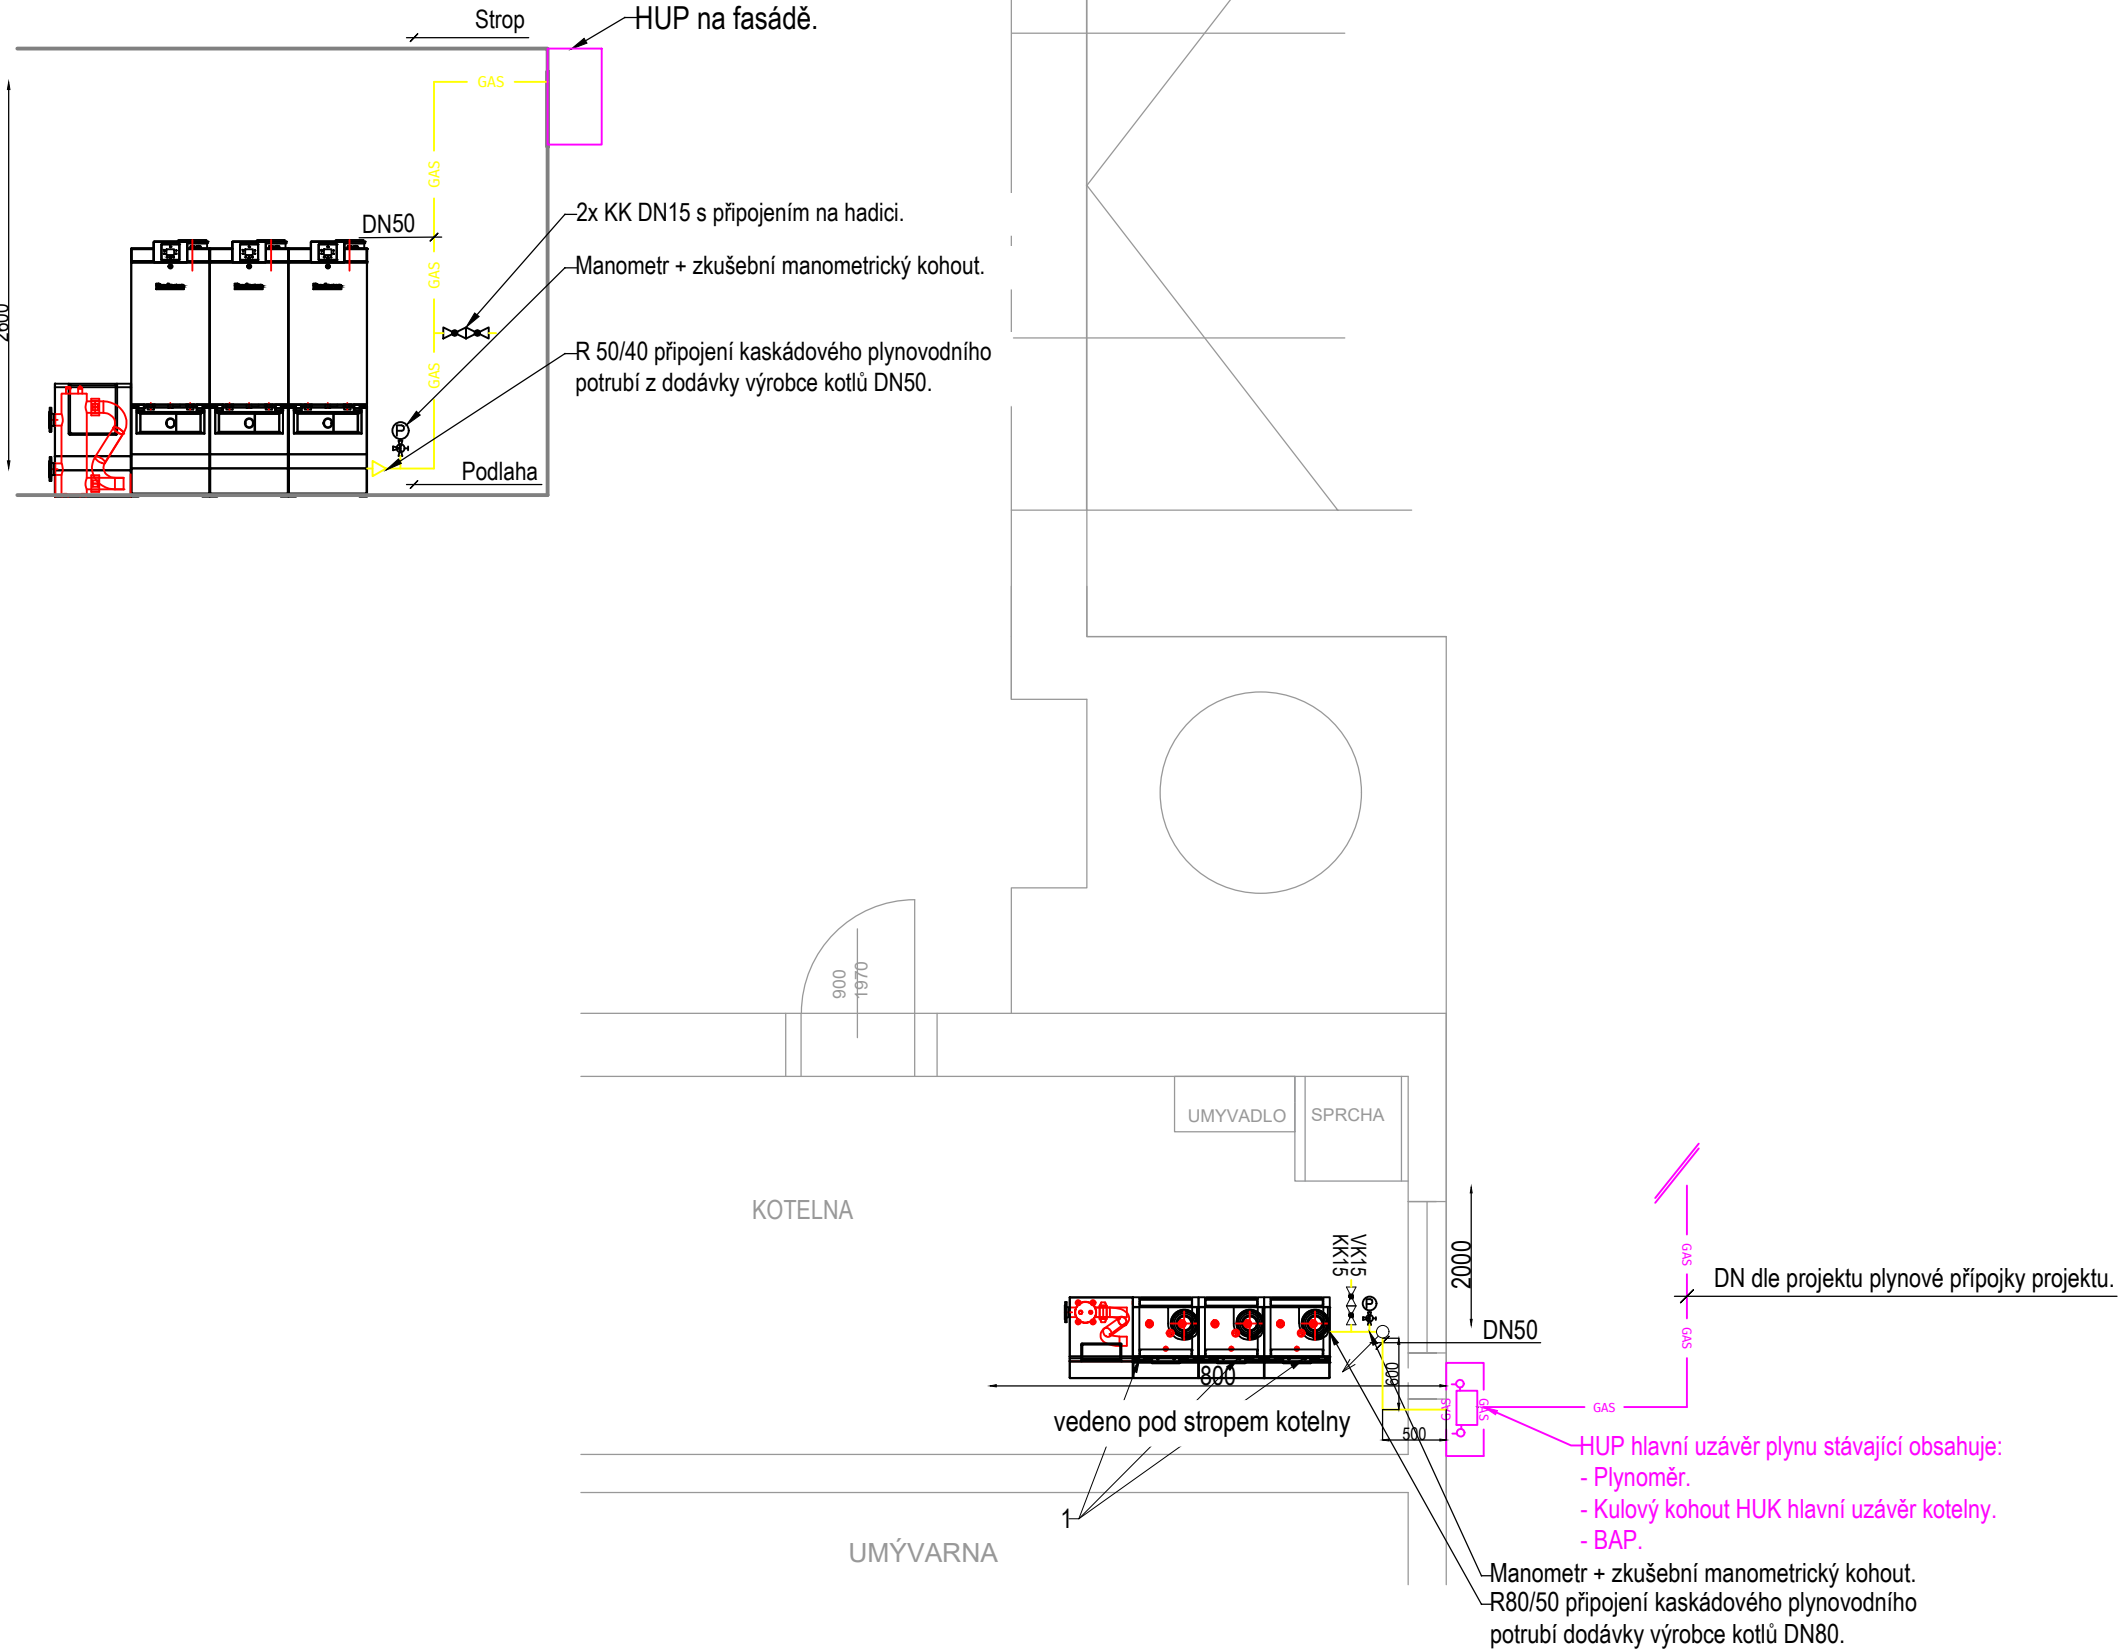 Strop
HUP na fasádě.
GAS
GAS
2x KK DN15 s připojením na hadici.
DN50
Manometr + zkušební manometrický kohout.
GAS
2600
R 50/40 připojení kaskádového plynovodního
potrubí z dodávky výrobce kotlů DN50.
GAS
P
Podlaha
900
1970
UMYVADLO
SPRCHA
KOTELNA
VK15
KK15
2000
GAS
DN dle projektu plynové přípojky projektu.
P
DN50
GAS
600
800
GAS
GAS
GAS
vedeno pod stropem kotelny
500
HUP hlavní uzávěr plynu stávající obsahuje:
- Plynoměr.
- Kulový kohout HUK hlavní uzávěr kotelny.
- BAP.
1
UMÝVARNA
Manometr + zkušební manometrický kohout.
R80/50 připojení kaskádového plynovodního
potrubí dodávky výrobce kotlů DN80.